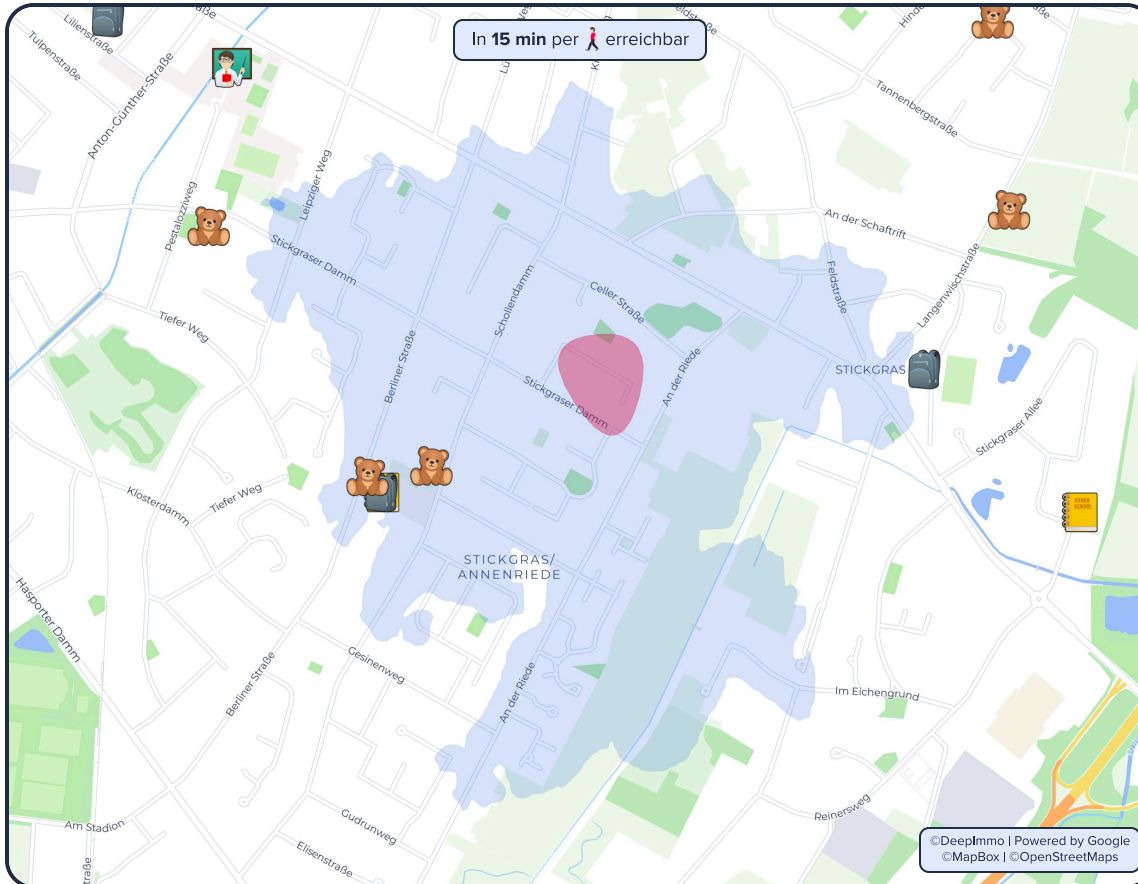 In 15 min per erreichbar
Lilienstraße
Tulpenstraße
Anton-Günther-Straße
Tannenbergstraße
Leipziger Weg
Pestalozziweg
An der Schaftrift
Stickgraser Damm
Feldstraße
Langenwischstraße
Schollendamm
Celler Straße
Tiefer Weg
Berliner Straße
An der Riede
STICKGRAS
Stickgraser Damm
Stickgraser Allee
Klosterdamm
Tiefer Weg
OTHER
SCHOOL
STICKGRAS/
ANNENRIEDE
Hasporter Damm
Gesinenweg
Berliner Straße
An der Riede
Im Eichengrund
Reinersweg
Gudrunweg
Am Stadion
Elisenstraße
©DeepImmo | Powered by Google
©MapBox | ©OpenStreetMaps